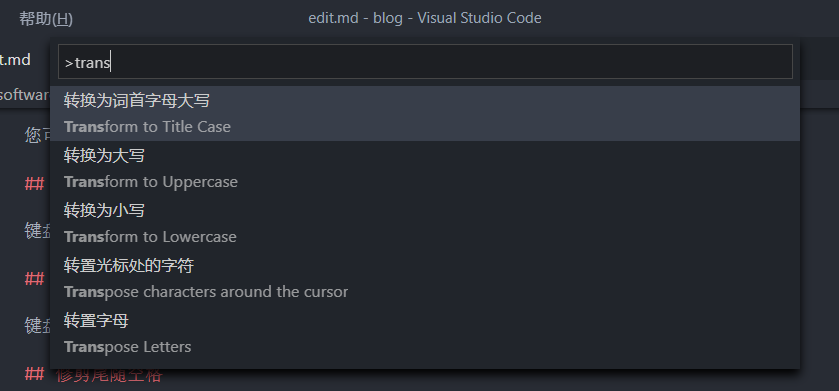 帮助(H)
edit.md - blog - Visual Studio Code
t.md
>trans
software
转换为词首字母大写
Transform to Title Case
您可
转换为大写
Transform to Uppercase
##
转换为小写
Transform to Lowercase
键盘
转置光标处的字符
Transpose characters around the cursor
##
转置字母
Transpose Letters
键盘
## 修剪尾随空格